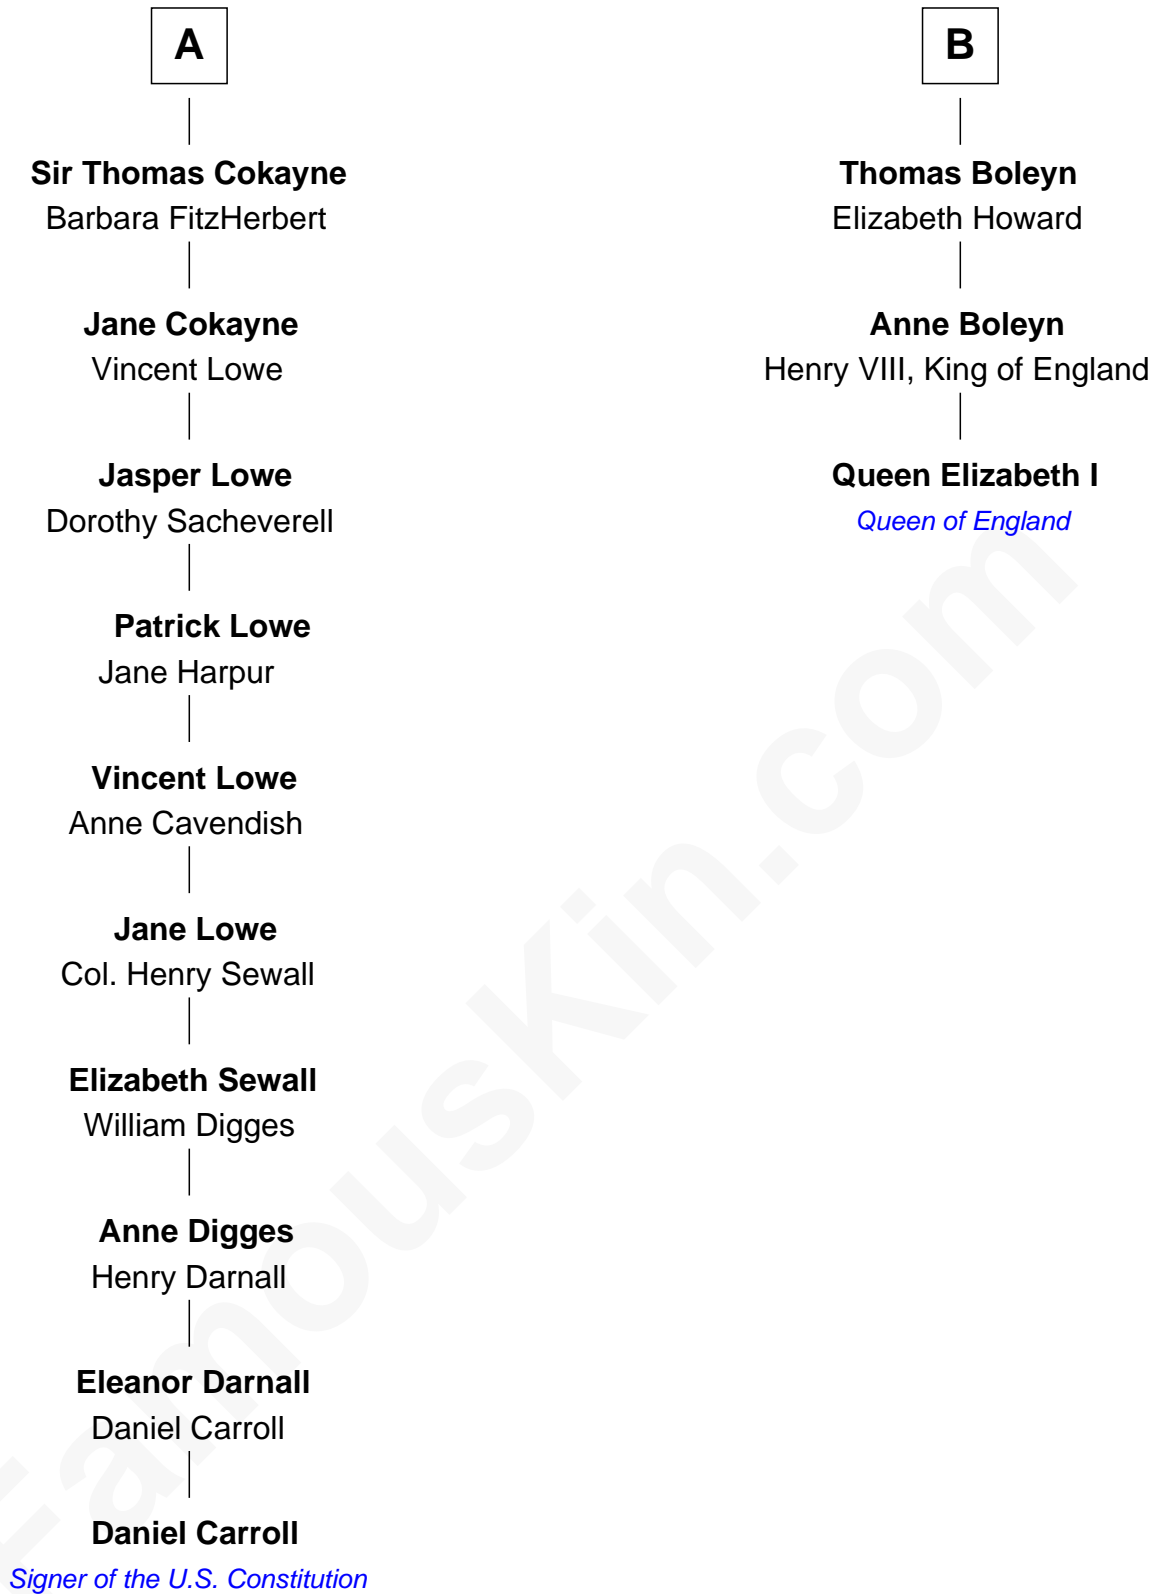 A
Sir Thomas Cokayne
Barbara FitzHerbert
Jane Cokayne
Vincent Lowe
Jasper Lowe
Dorothy Sacheverell
Patrick Lowe
Jane Harpur
Vincent Lowe
Anne Cavendish
Jane Lowe
Col. Henry Sewall
Elizabeth Sewall
William Digges
Anne Digges
Henry Darnall
Eleanor Darnall
Daniel Carroll
Daniel Carroll
Signer of the U.S. Constitution
B
Thomas Boleyn
Elizabeth Howard
Anne Boleyn
Henry VIII, King of England
Queen Elizabeth I
Queen of England
FamousKin.com